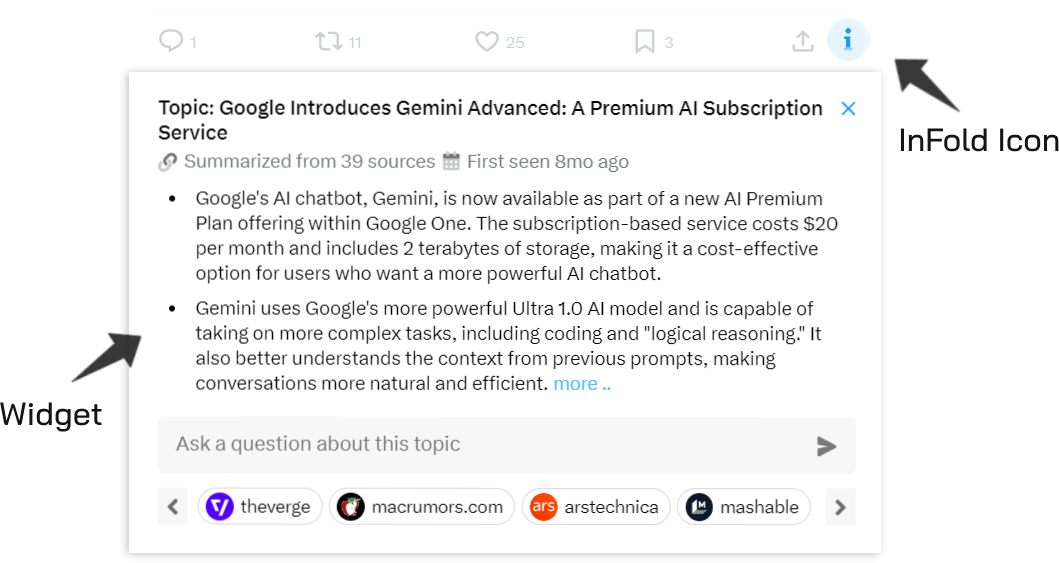 1 11 25 3 i
InFold Icon
Topic: Google Introduces Gemini Advanced: A Premium AI Subscription
Service
Summarized from 39 sources First seen 8mo ago
• Google's AI chatbot, Gemini, is now available as part of a new AI Premium
Plan offering within Google One. The subscription-based service costs $20
per month and includes 2 terabytes of storage, making it a cost-effective
option for users who want a more powerful AI chatbot.
• Gemini uses Google's more powerful Ultra 1.0 AI model and is capable of
taking on more complex tasks, including coding and "logical reasoning." It
also better understands the context from previous prompts, making
conversations more natural and efficient. more ..
Widget
Ask a question about this topic
theverge macrumors.com ars arstechnica M mashable